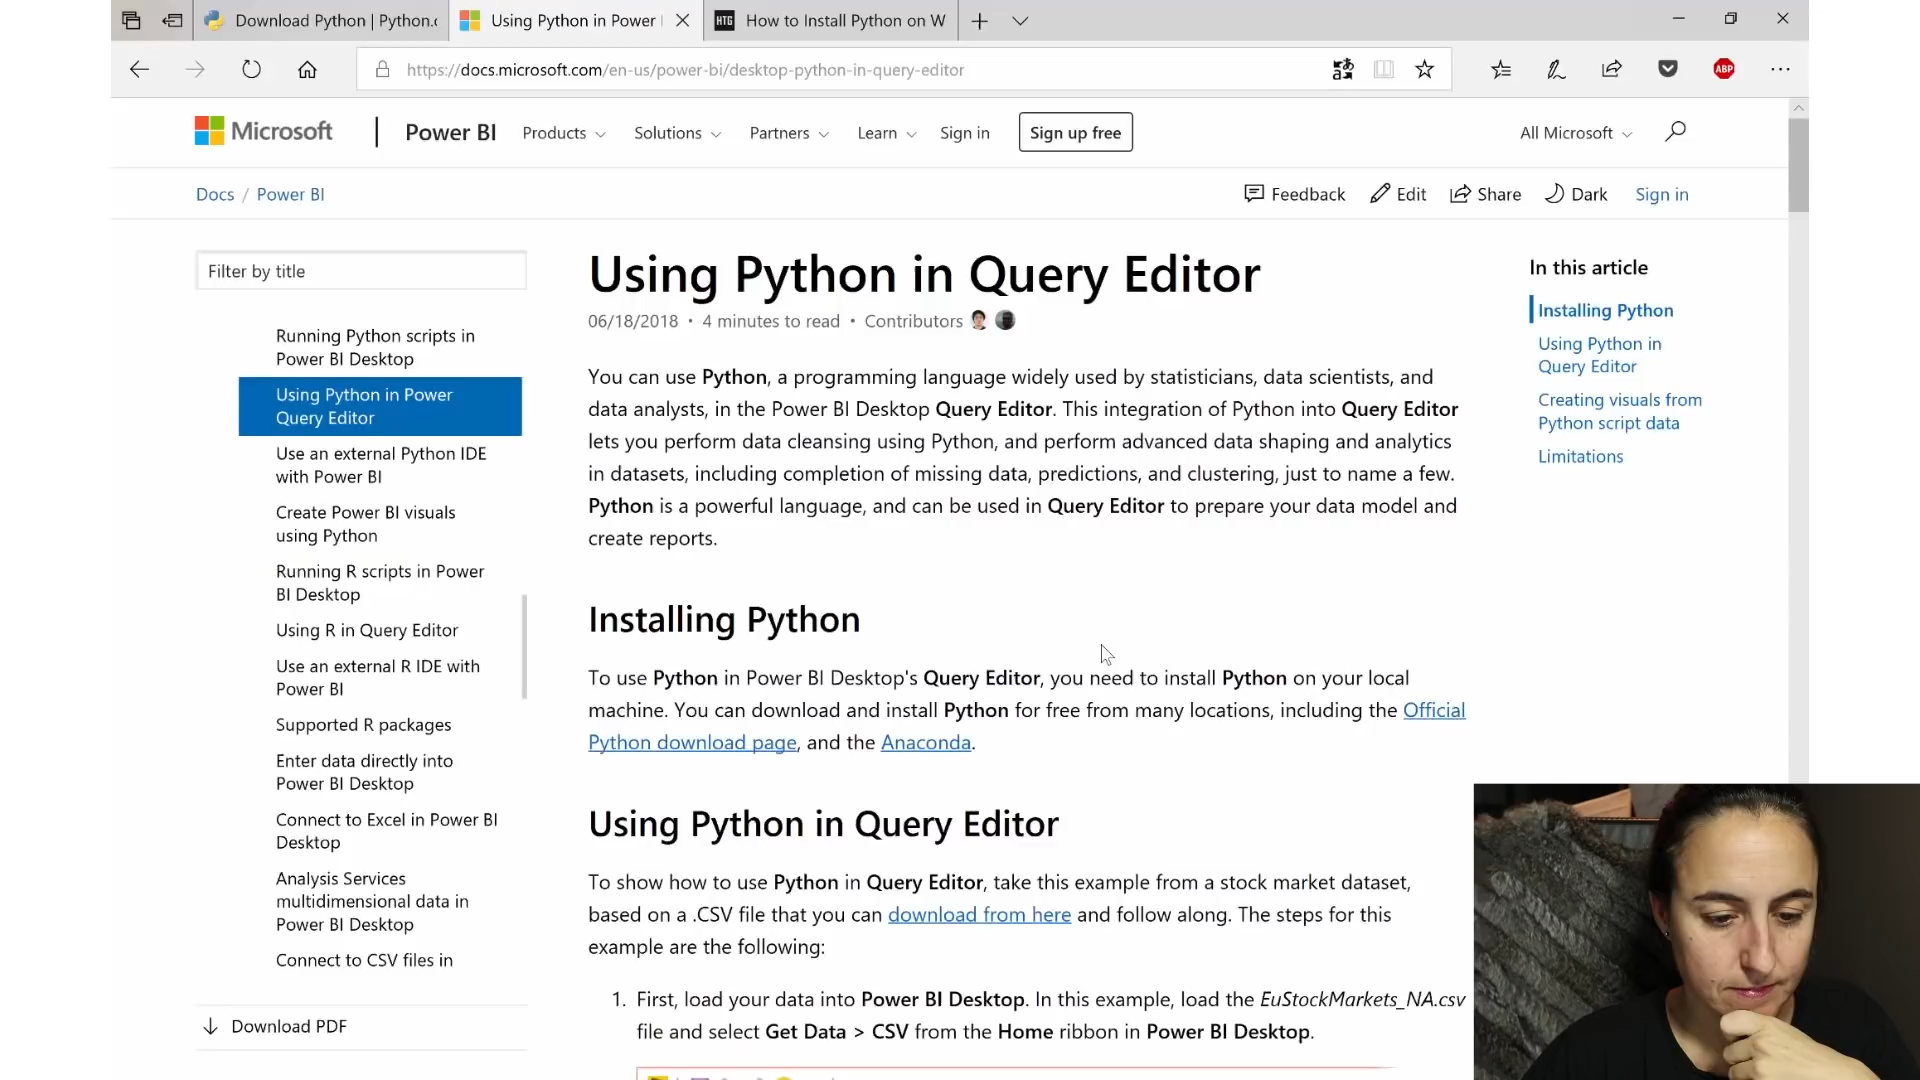 Download Python | Python.o
Using Python in Power
HTG How to Install Python on W
https://docs.microsoft.com/en-us/power-bi/desktop-python-in-query-editor
ABP
Microsoft
Power BI
Products
Solutions
Partners
Learn
Sign in
Sign up free
All Microsoft
Docs / Power BI
Feedback
Edit
Share
Dark
Sign in
Filter by title
Running Python scripts in
Power BI Desktop
Using Python in Power
Query Editor
Use an external Python IDE
with Power BI
Create Power BI visuals
using Python
Running R scripts in Power
BI Desktop
Using R in Query Editor
Use an external R IDE with
Power BI
Supported R packages
Enter data directly into
Power BI Desktop
Connect to Excel in Power BI
Desktop
Analysis Services
multidimensional data in
Power BI Desktop
Connect to CSV files in
Download PDF
Using Python in Query Editor
06/18/2018 • 4 minutes to read • Contributors
You can use Python, a programming language widely used by statisticians, data scientists, and
data analysts, in the Power BI Desktop Query Editor. This integration of Python into Query Editor
lets you perform data cleansing using Python, and perform advanced data shaping and analytics
in datasets, including completion of missing data, predictions, and clustering, just to name a few.
Python is a powerful language, and can be used in Query Editor to prepare your data model and
create reports.
Installing Python
To use Python in Power BI Desktop's Query Editor, you need to install Python on your local
machine. You can download and install Python for free from many locations, including the Official
Python download page, and the Anaconda.
Using Python in Query Editor
To show how to use Python in Query Editor, take this example from a stock market dataset,
based on a .CSV file that you can download from here and follow along. The steps for this
example are the following:
1. First, load your data into Power BI Desktop. In this example, load the EuStockMarkets_NA.csv
file and select Get Data > CSV from the Home ribbon in Power BI Desktop.
In this article
Installing Python
Using Python in
Query Editor
Creating visuals from
Python script data
Limitations